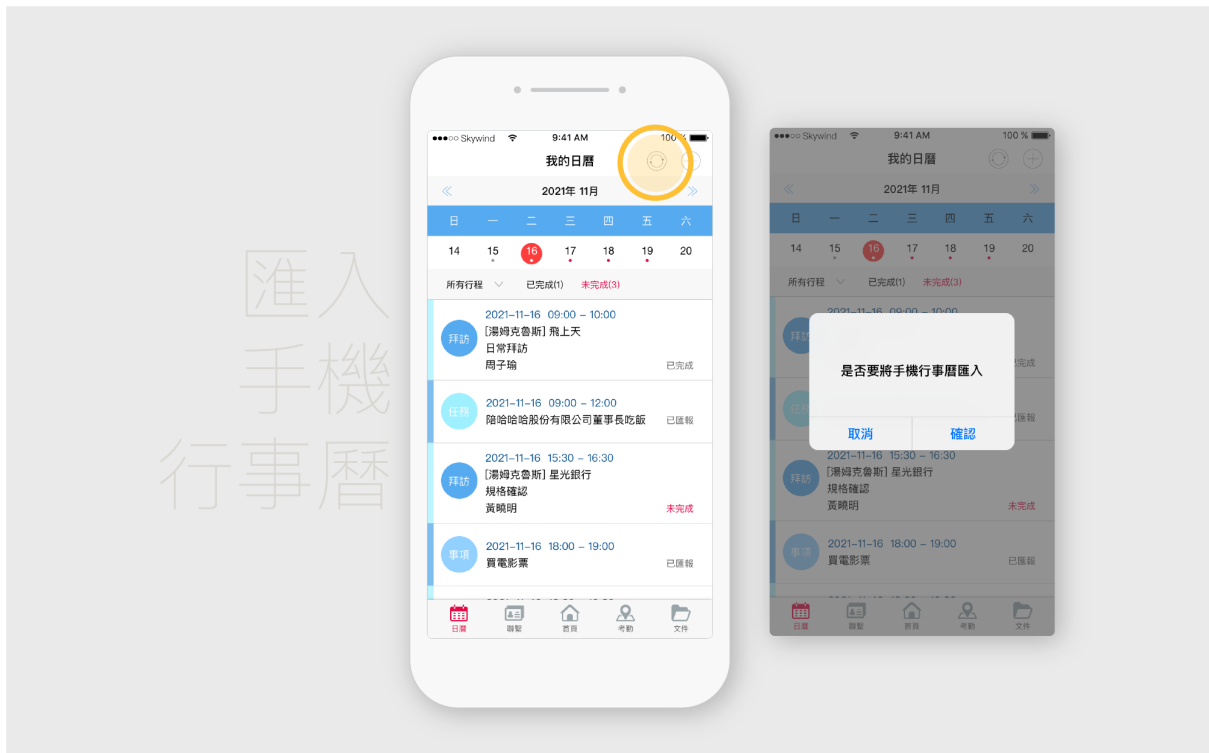 匯入
手機
行事曆
Skywind 9:41 AM 100 %
我的日曆
2021年 11月
日 一 二 三 四 五 六
14 15 16 17 18 19 20
所有行程 已完成(1) 未完成(3)
拜訪
2021-11-16 09:00 - 10:00
[湯姆克魯斯] 飛上天
日常拜訪
周子瑜 已完成
任務
2021-11-16 09:00 - 12:00
陪哈哈哈股份有限公司董事長吃飯 已匯報
拜訪
2021-11-16 15:30 - 16:30
[湯姆克魯斯] 星光銀行
規格確認
黃曉明 未完成
事項
2021-11-16 18:00 - 19:00
買電影票 已匯報
日曆 聯繫 首頁 考勤 文件
Skywind 9:41 AM 100 %
我的日曆
2021年 11月
日 一 二 三 四 五 六
14 15 16 17 18 19 20
所有行程 已完成(1) 未完成(3)
2021-11-16 09:00 - 10:00
拜訪
是否要將手機行事曆匯入
取消 確認
拜訪
2021-11-16 15:30 - 16:30
[湯姆克魯斯] 星光銀行
規格確認
黃曉明 未完成
事項
2021-11-16 18:00 - 19:00
買電影票 已匯報
日曆 聯繫 首頁 考勤 文件